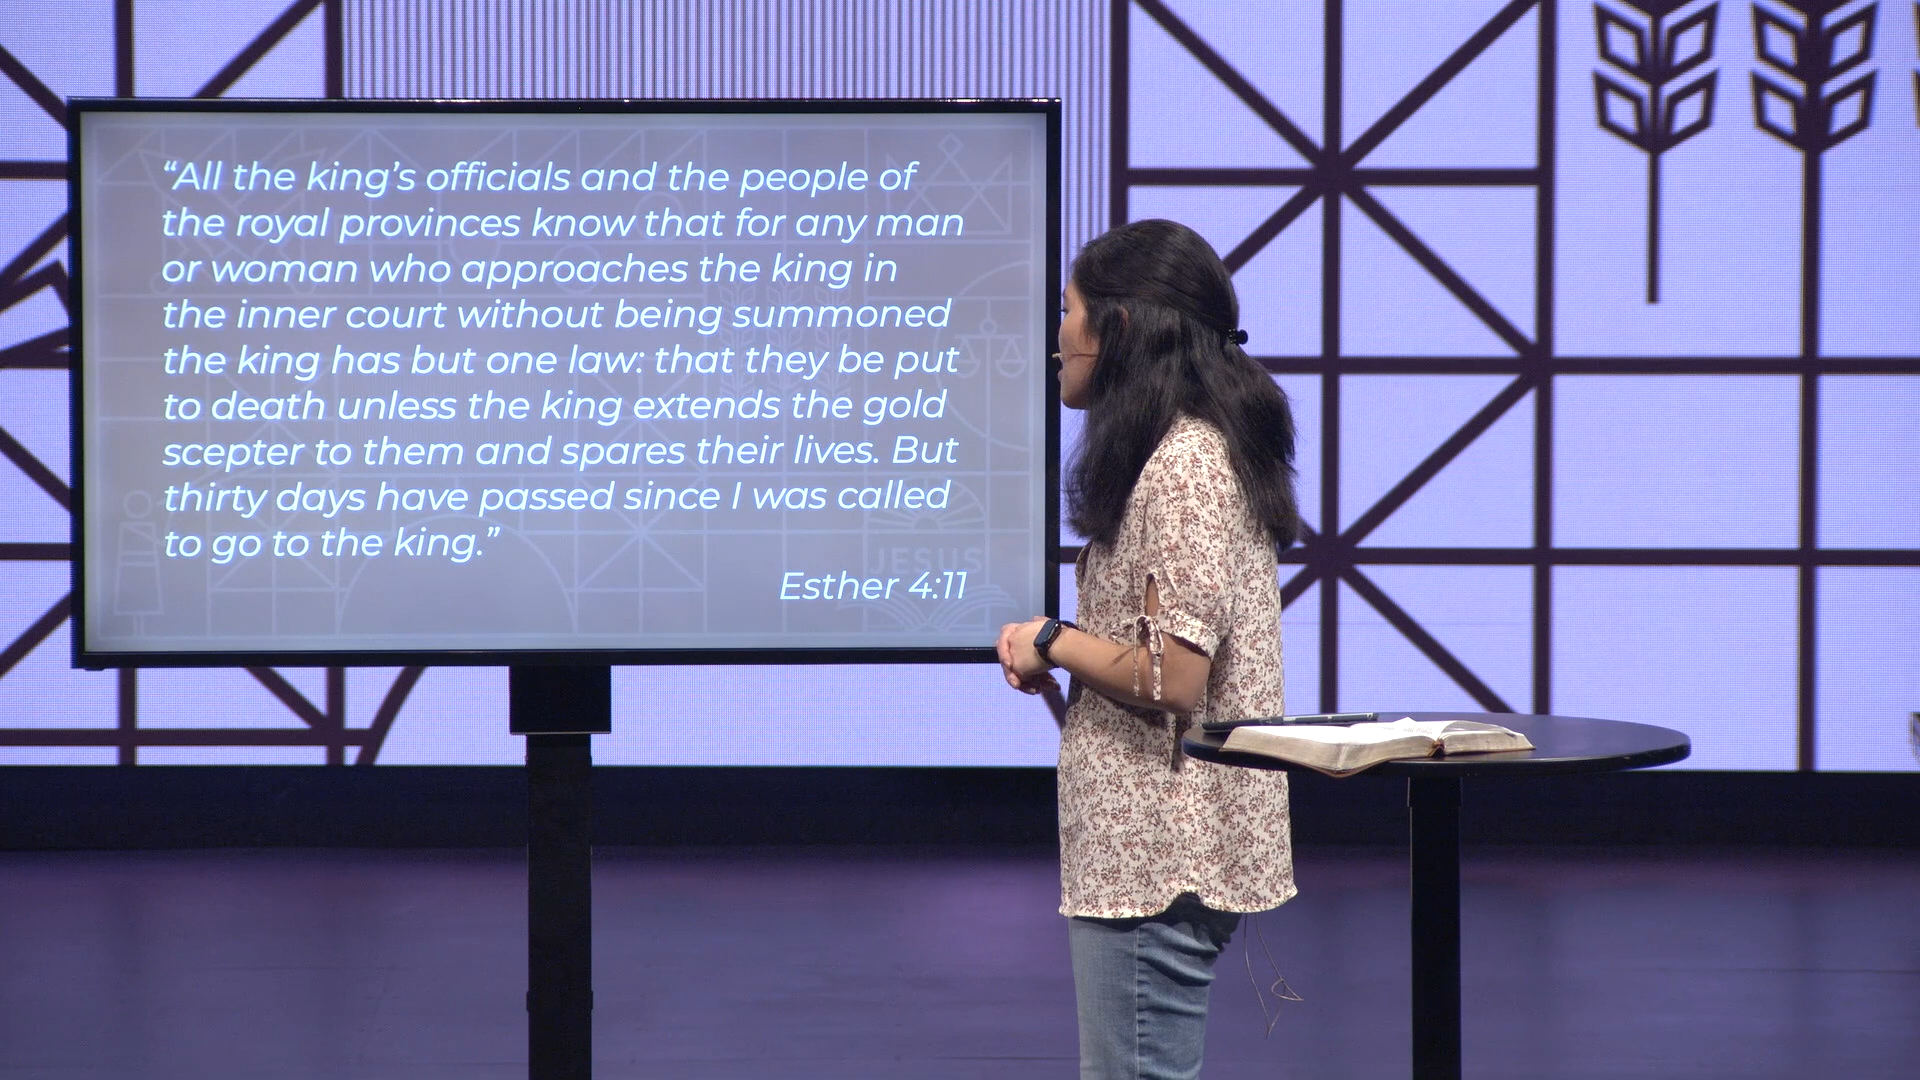 “All the king’s officials and the people of
the royal provinces know that for any man
or woman who approaches the king in
the inner court without being summoned
the king has but one law: that they be put
to death unless the king extends the gold
scepter to them and spares their lives. But
thirty days have passed since I was called
to go to the king.”
JESUS
Esther 4:11